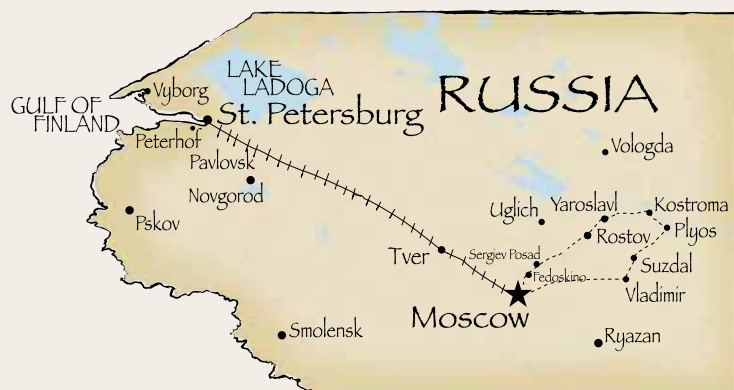 LAKE
LADOGA
RUSSIA
Vyborg
GULF OF
FINLAND
St. Petersburg
Peterhof
Pavlovsk
Novgorod
Vologda
Pskov
Uglich
Yaroslavl
Kostroma
Rostov
Plyos
Tver
Sergiev Posad
Fedoskino
Suzdal
Vladimir
Moscow
Smolensk
Ryazan